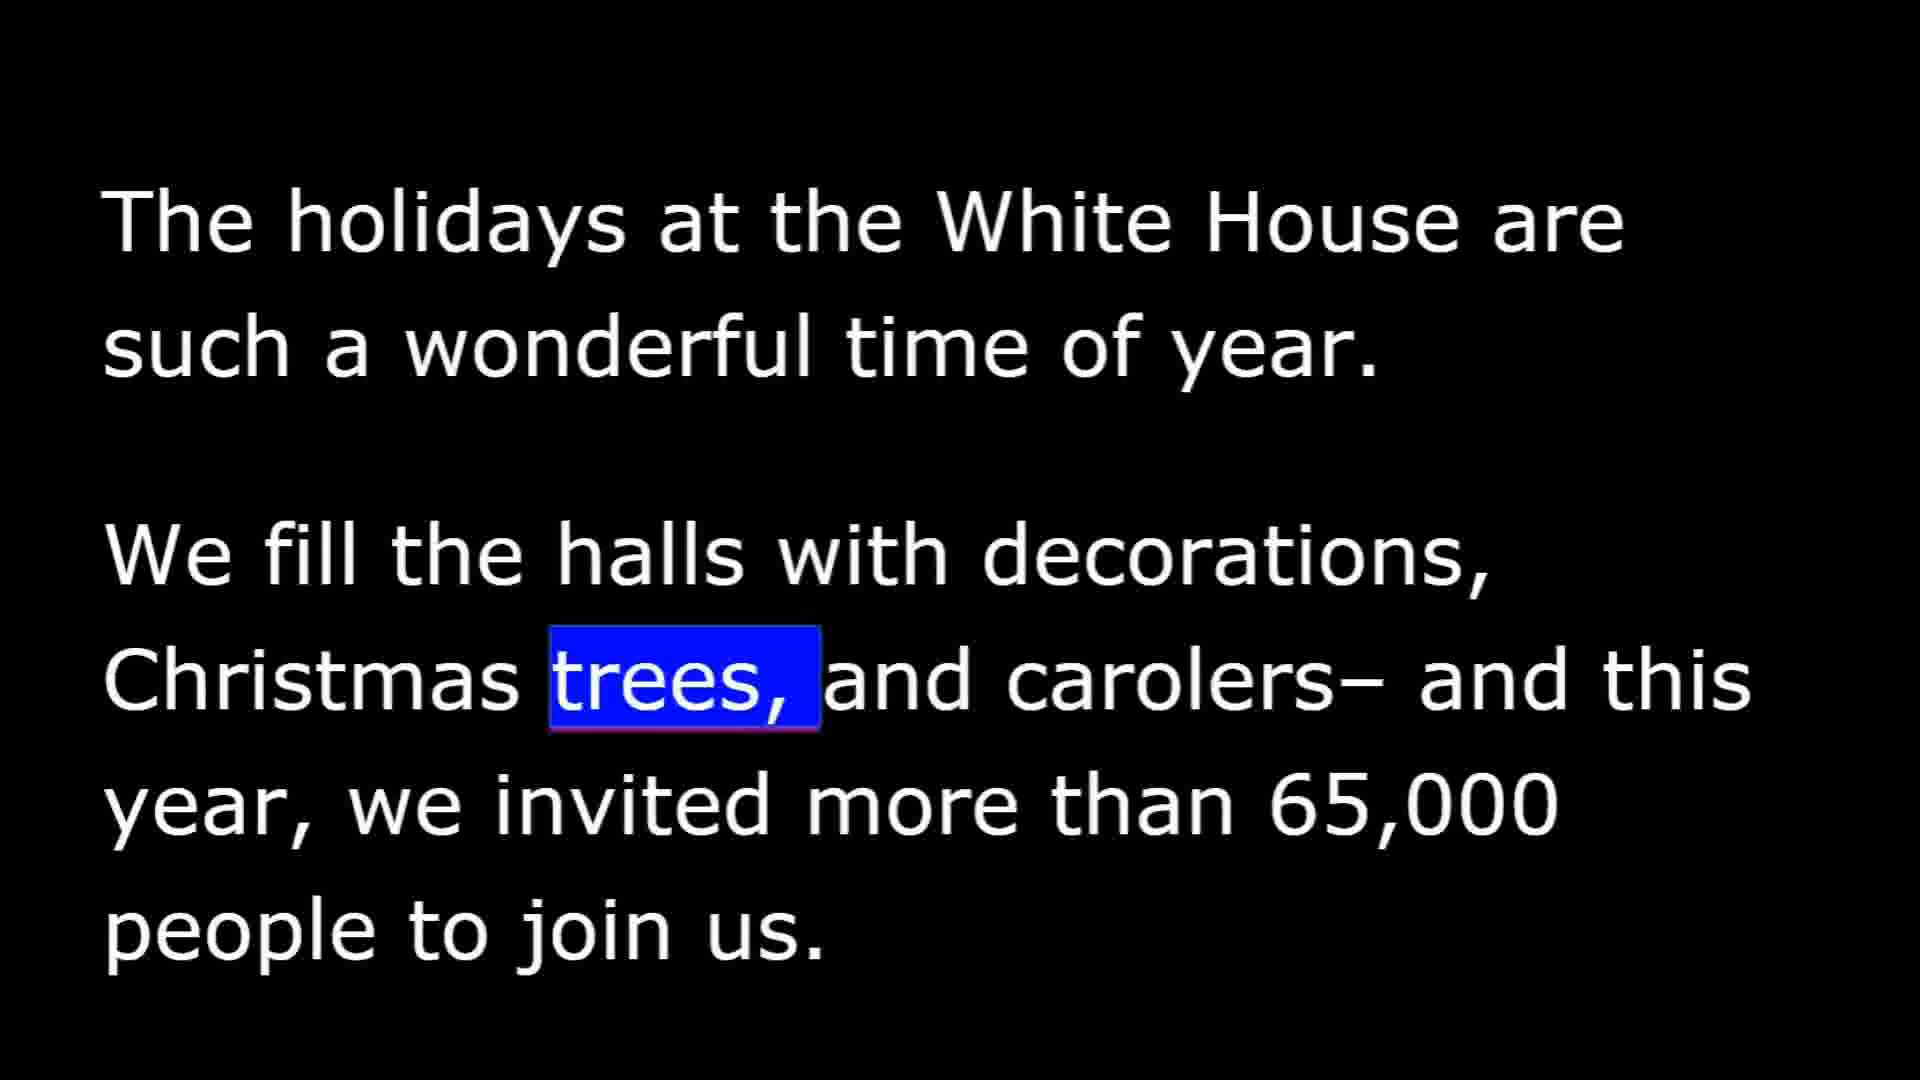 The holidays at the White House are
such a wonderful time of year.
We fill the halls with decorations,
Christmas trees, and carolers– and this
year, we invited more than 65,000
people to join us.